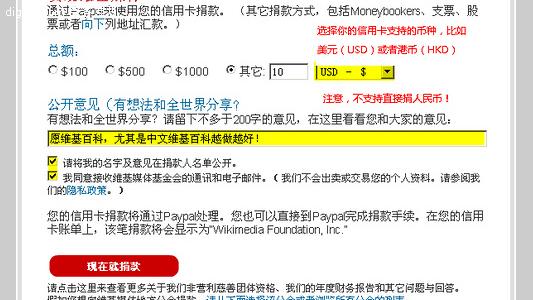 通过Paypal来使用您的信用卡捐款。（其它捐款方式，包括Moneybookers、支票、股
票或者向下列地址汇款。）
选择你的信用卡支持的币种，比如
美元（USD）或者港币（HKD）
总额:
$100 $500 $1000 其它: 10 USD - $
注意，不支持直接捐人民币！
公开意见（有想法和全世界分享？
有想法和全世界分享？请留下不多于200字的意见，在这里看看您和大家的意见：
愿维基百科，尤其是中文维基百科越做越好！
请将我的名字及意见在捐款人名单公开。
我同意接收维基媒体基金会的通讯和电子邮件。（我们不会出卖或交易您的个人资料。请参阅我
们的隐私政策。）
您的信用卡捐款将通过Paypal处理。您也可以直接到Paypal完成捐款手续。在您的信用
卡账单上，该笔捐款将会显示为"Wikimedia Foundation, Inc."
现在就捐款
请点击这里来查看更多关于我们非营利慈善团体资格、我们的年度财务报告和其它问题与回答。